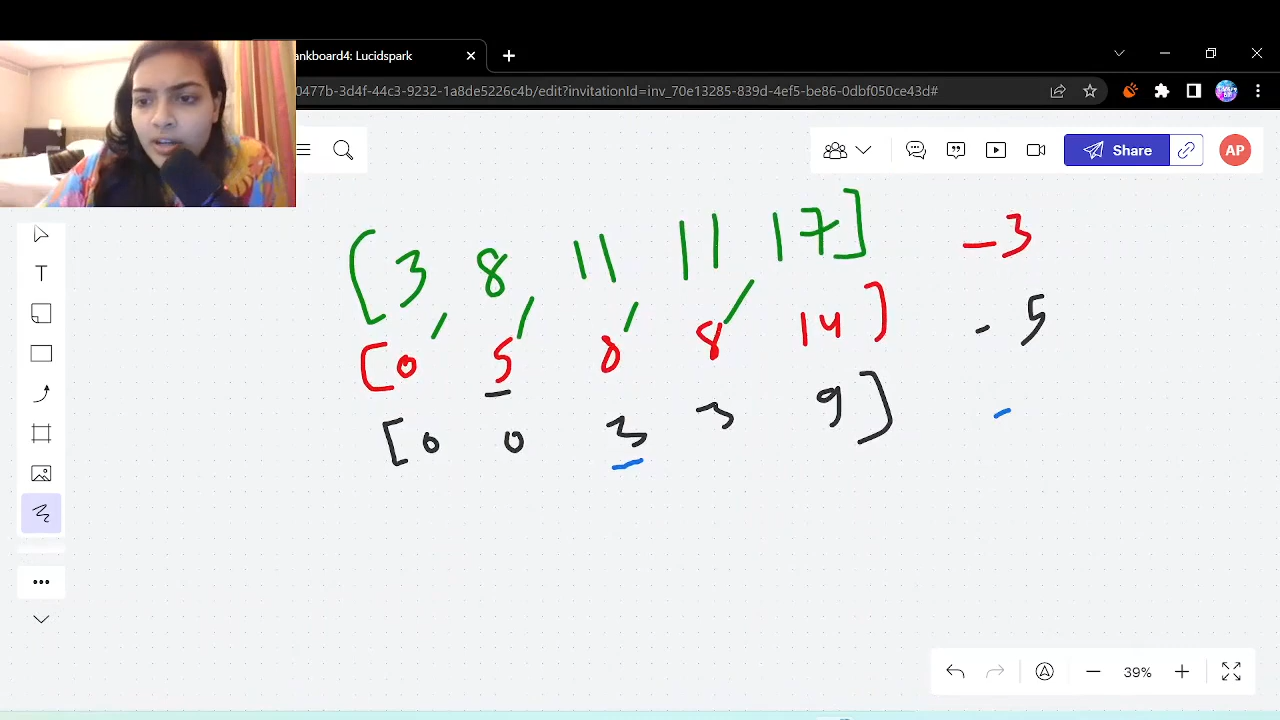 ankboard4: Lucidspark
0477b-3d4f-44c3-9232-1a8de5226c4b/edit?invitationId=inv_70e13285-839d-4ef5-be86-0dbf050ce43d#
Share
AP
T
[3 8 11 11 17] -3
[0 5 8 8 14] - 5
[0 0 3 3 9] -
39%